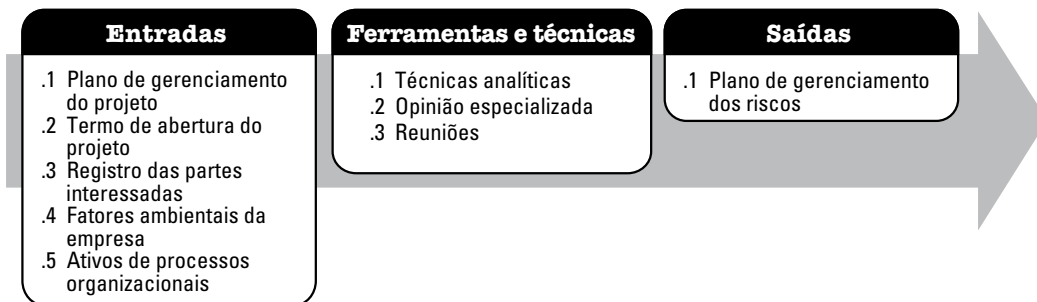 Entradas
.1 Plano de gerenciamento
do projeto
.2 Termo de abertura do
projeto
.3 Registro das partes
interessadas
.4 Fatores ambientais da
empresa
.5 Ativos de processos
organizacionais
Ferramentas e técnicas
.1 Técnicas analíticas
.2 Opinião especializada
.3 Reuniões
Saídas
.1 Plano de gerenciamento
dos riscos